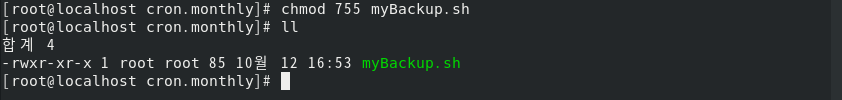 [root@localhost cron.monthly]# chmod 755 myBackup.sh
[root@localhost cron.monthly]# ll
합계 4
-rwxr-xr-x 1 root root 85 10월 12 16:53 myBackup.sh
[root@localhost cron.monthly]#